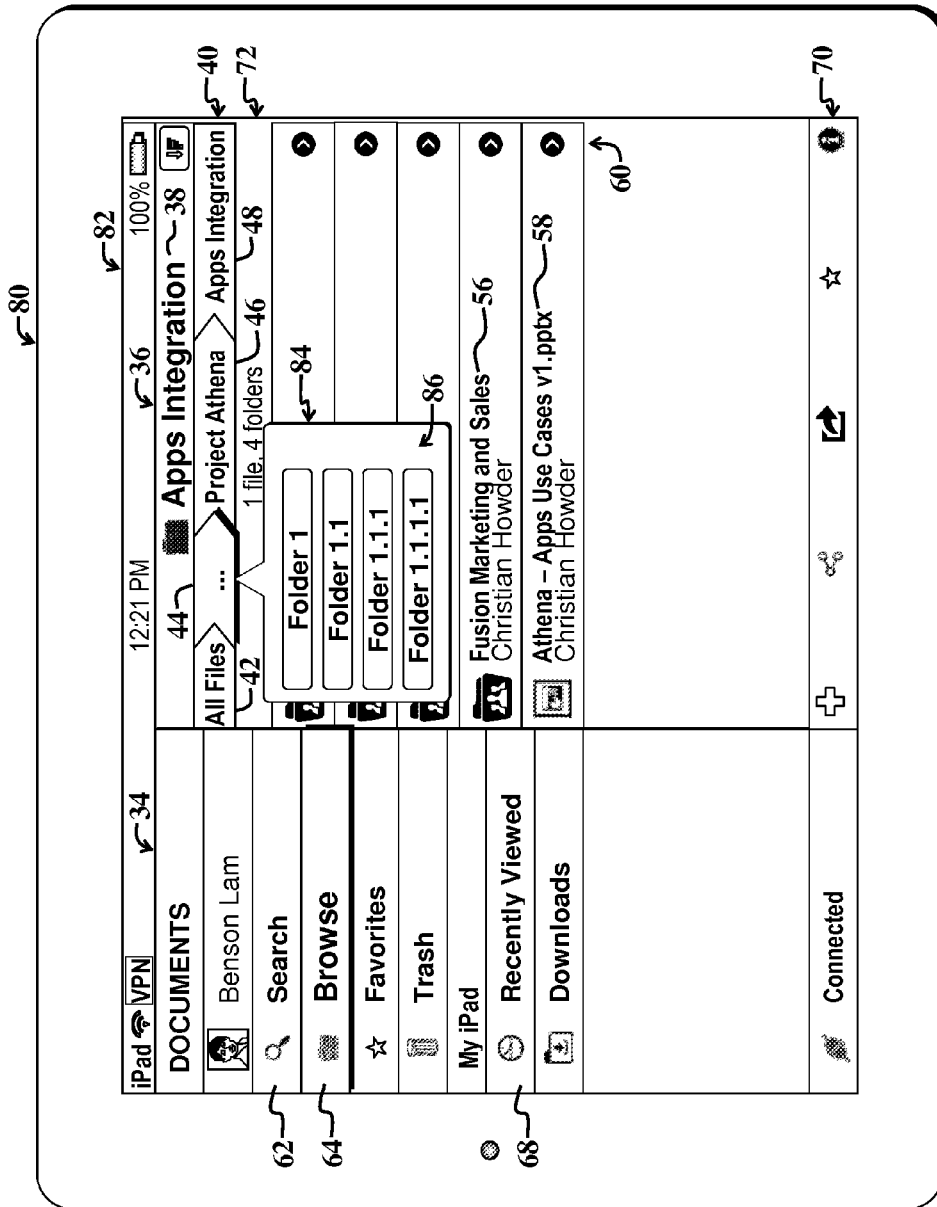 80
82
34
36
iPad VPN
12:21 PM
100%
DOCUMENTS
44
Apps Integration
38
40
All Files
...
Project Athena
Apps Integration
42
46
48
72
1 file, 4 folders
Benson Lam
62
Search
64
Browse
Favorites
Trash
My iPad
68
Recently Viewed
Downloads
84
Folder 1
Folder 1.1
Folder 1.1.1
Folder 1.1.1.1
86
Fusion Marketing and Sales
56
Christian Howder
Athena – Apps Use Cases v1.pptx
58
Christian Howder
60
Connected
70